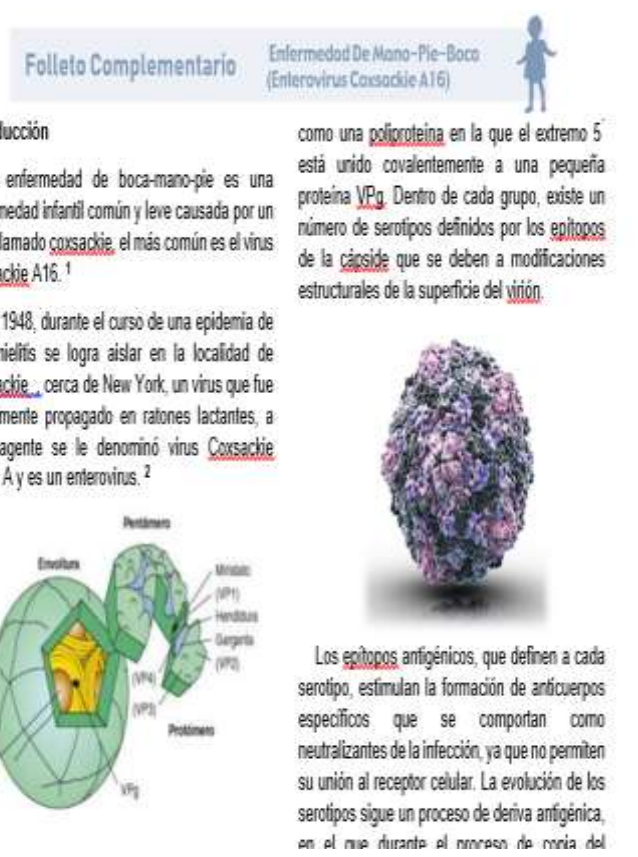 Folleto Complementario
Enfermedad De Mano-Pie-Boca
(Enterovirus Coxsackie A16)
ducción
enfermedad de boca-mano-pie es una
medad infantil común y leve causada por un
lamado coxsackie, el más común es el virus
ackie A16. 1
1948, durante el curso de una epidemia de
mielitis se logra aislar en la localidad de
ackie , cerca de New York, un virus que fue
mente propagado en ratones lactantes, a
agente se le denominó virus Coxsackie
A y es un enterovirus. 2
Pentámero
Envoltura
Miristato
(VP1)
Hendidura
Garganta
(VP2)
(VP4)
(VP3)
Protómero
VPg
como una poliproteína en la que el extremo 5´
está unido covalentemente a una pequeña
proteína VPg. Dentro de cada grupo, existe un
número de serotipos definidos por los epítopos
de la cápside que se deben a modificaciones
estructurales de la superficie del virión.
Los epítopos antigénicos, que definen a cada
serotipo, estimulan la formación de anticuerpos
específicos que se comportan como
neutralizantes de la infección, ya que no permiten
su unión al receptor celular. La evolución de los
serotipos sigue un proceso de deriva antigénica,
en el que durante el proceso de copia del